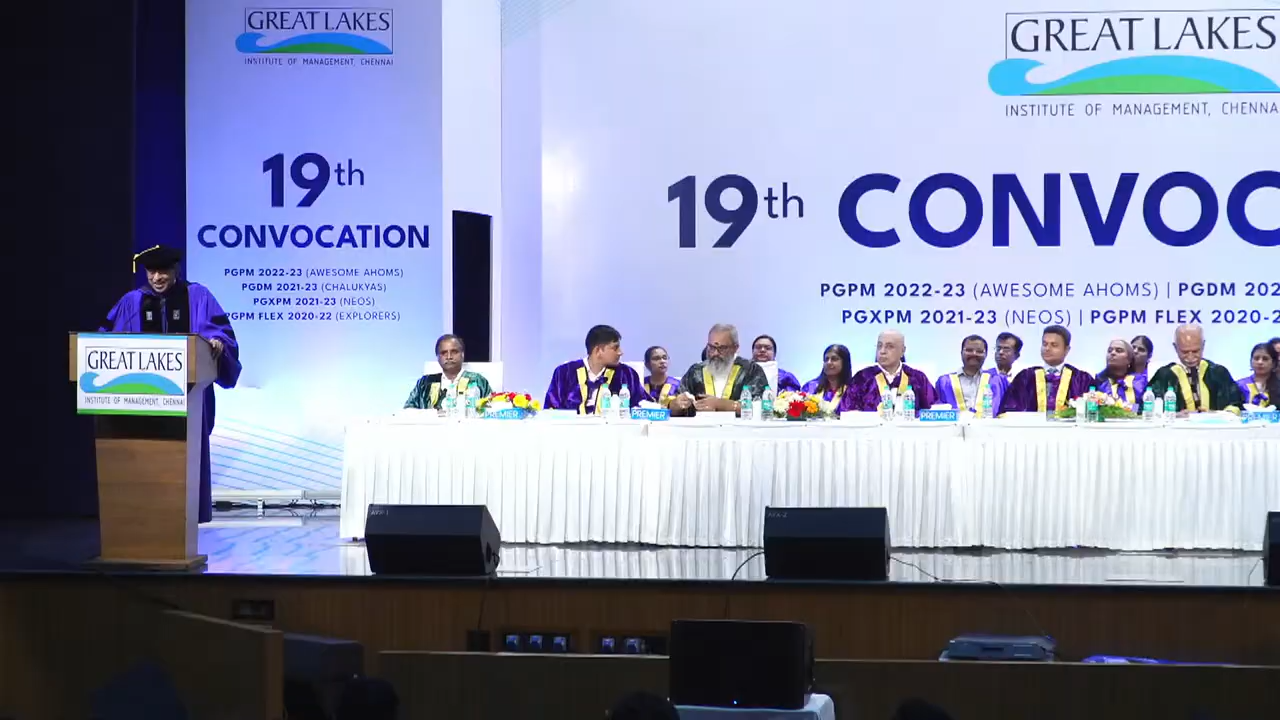 GREAT LAKES
INSTITUTE OF MANAGEMENT, CHENNAI
19th
CONVOCATION
PGPM 2022-23 (AWESOME AHOMS)
PGDM 2021-23 (CHALUKYAS)
PGXPM 2021-23 (NEOS)
PGPM FLEX 2020-22 (EXPLORERS)
GREAT LAKES
INSTITUTE OF MANAGEMENT, CHENNA
19th CONVOC
PGPM 2022-23 (AWESOME AHOMS) | PGDM 202
PGXPM 2021-23 (NEOS) | PGPM FLEX 2020-2
GREAT LAKES
INSTITUTE OF MANAGEMENT, CHENNAI
PREMIER
PREMIER
PREMIER
PREMIER